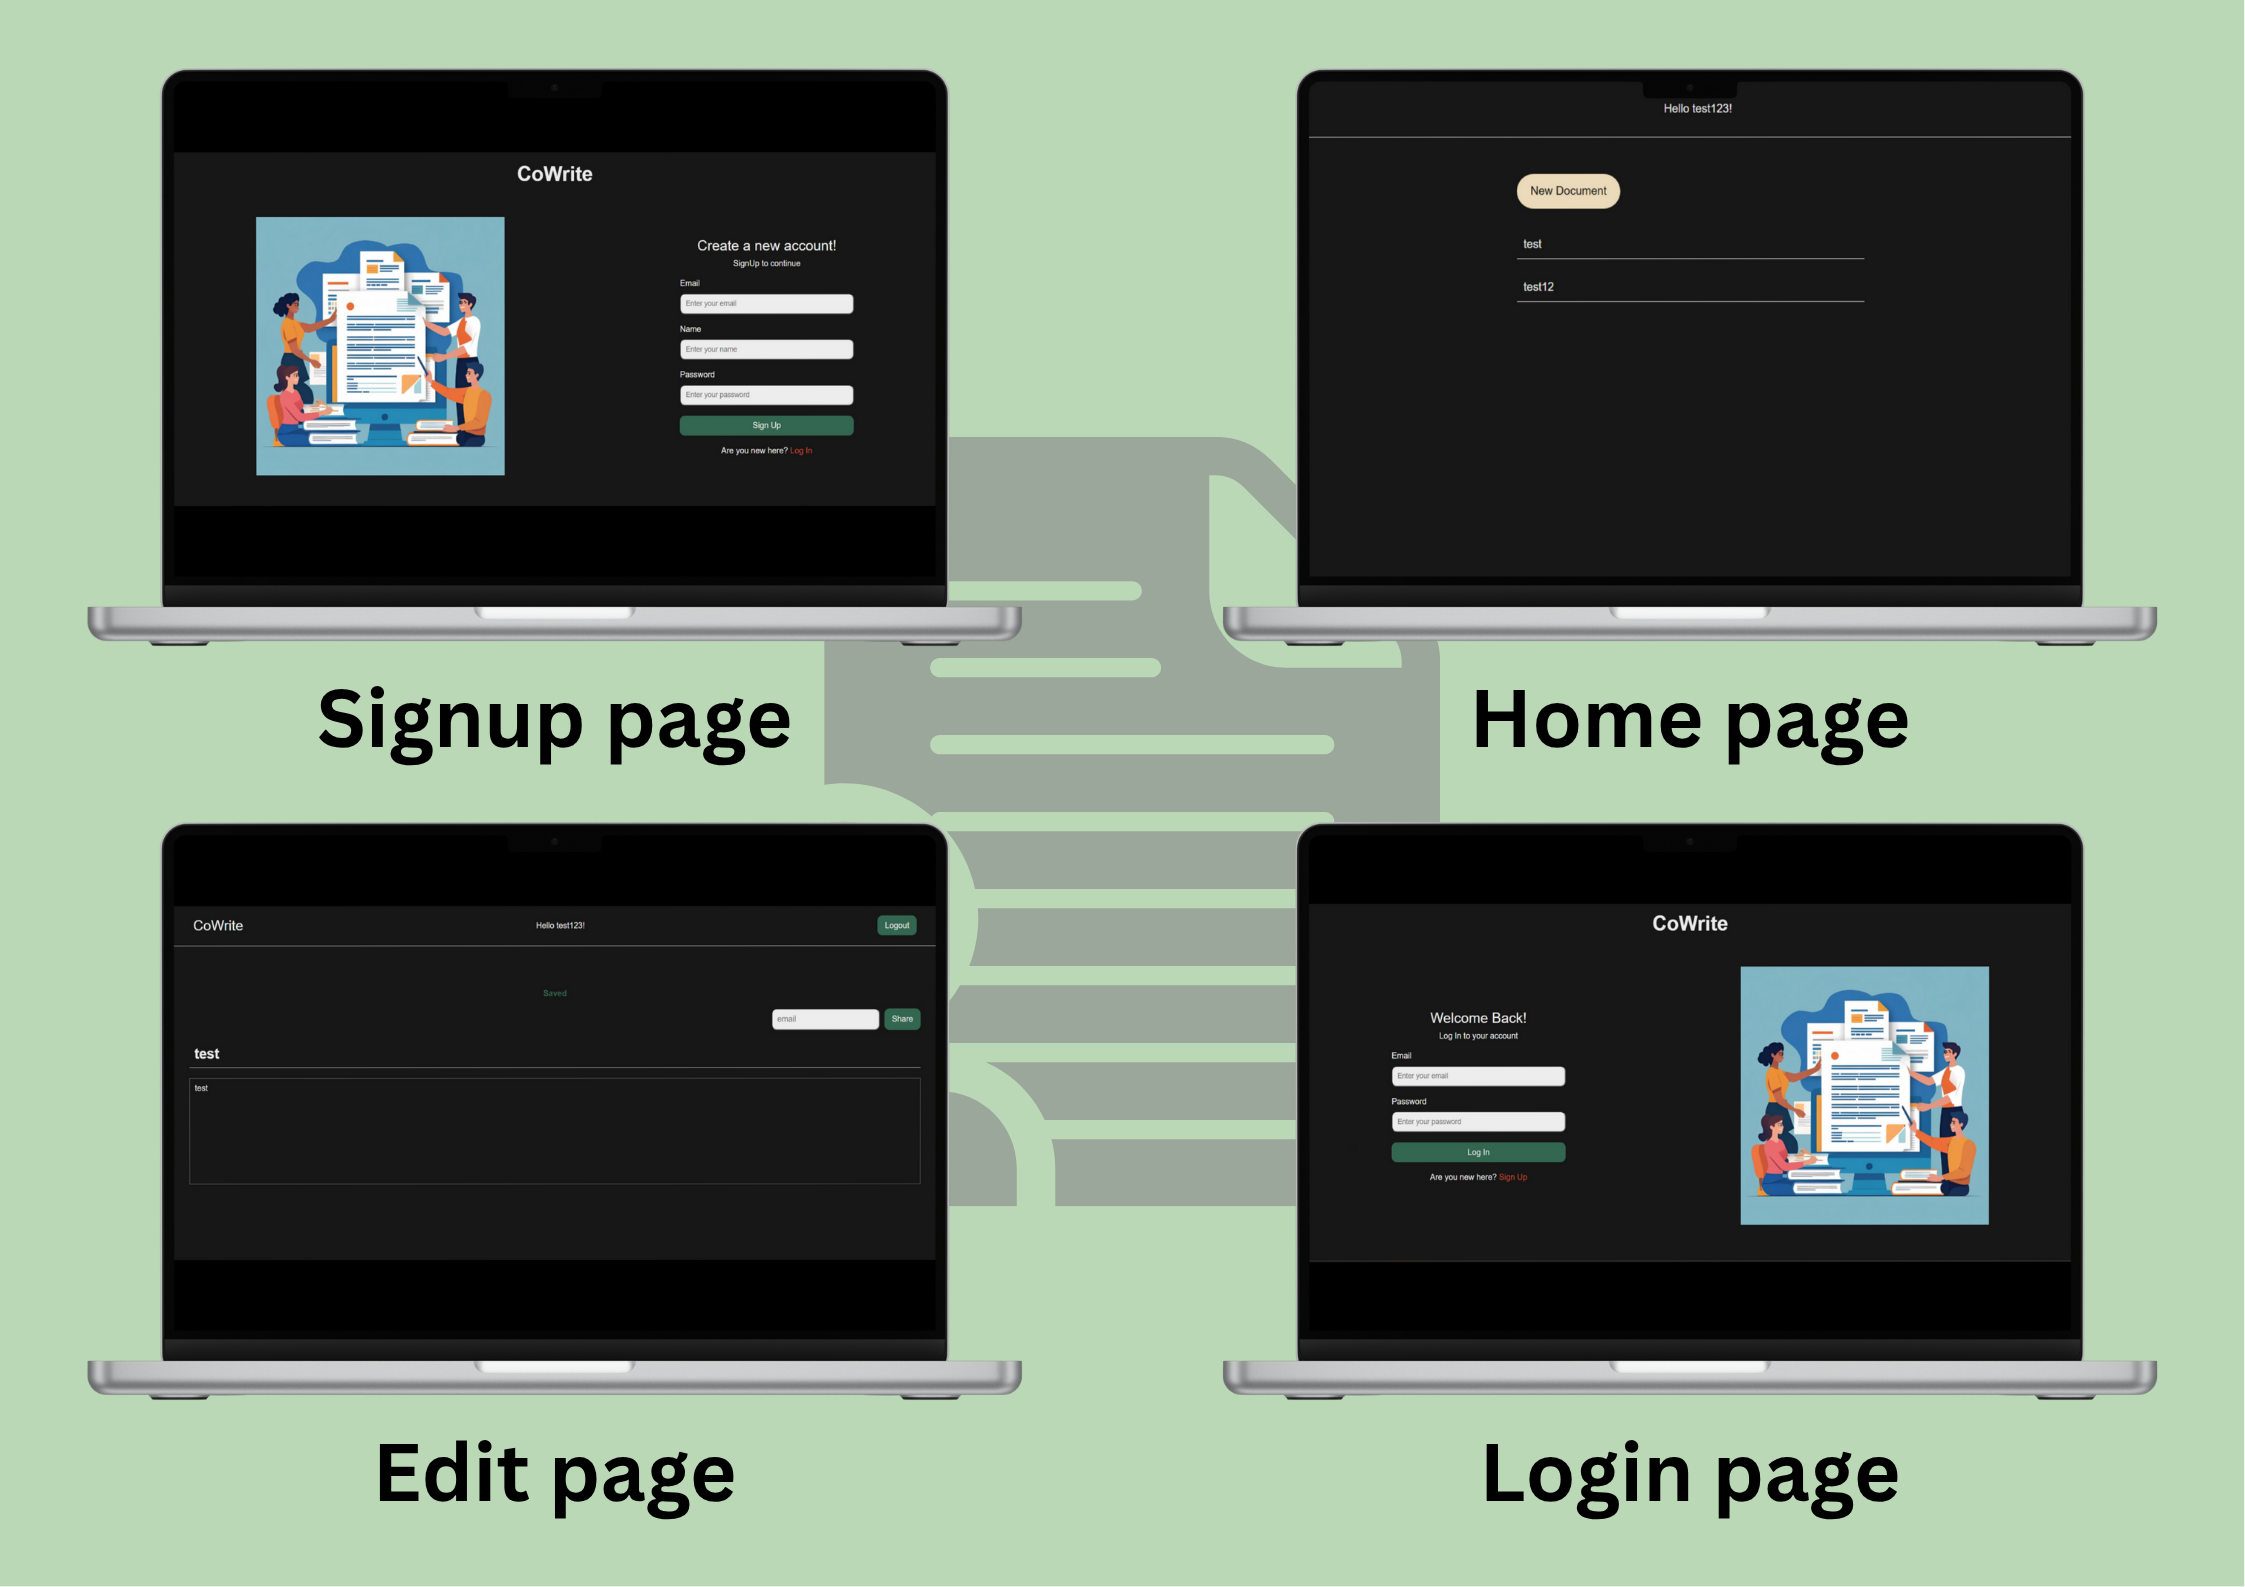 CoWrite
Create a new account!
SignUp to continue
Email
Enter your email
Name
Enter your name
Password
Enter your password
Sign Up
Are you new here? Log In
Signup page
Hello test123!
New Document
test
test12
Home page
CoWrite
Hello test123!
Logout
Saved
email
Share
test
test
Edit page
CoWrite
Welcome Back!
Log In to your account
Email
Enter your email
Password
Enter your password
Log In
Are you new here? Sign Up
Login page